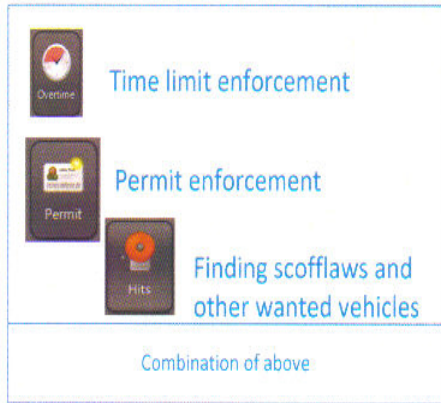 Overtime
Time limit enforcement
Permit enforcement
Permit
Hits
Finding scofflaws and
other wanted vehicles
Combination of above